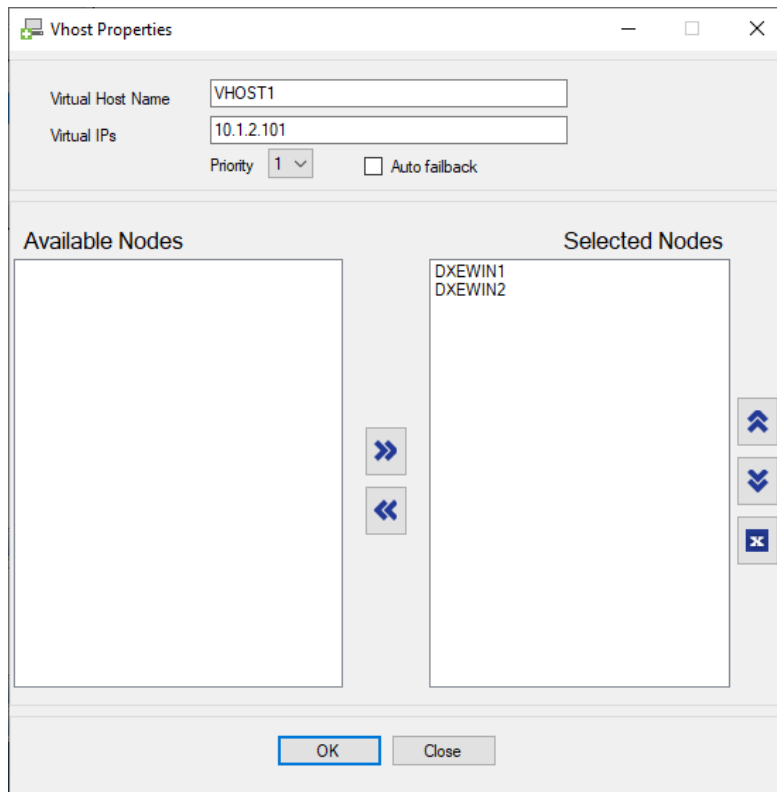 Vhost Properties
Virtual Host Name VHOST1
Virtual IPs 10.1.2.101
Priority 1 Auto failback
Available Nodes Selected Nodes
DXEWIN1
DXEWIN2
OK Close